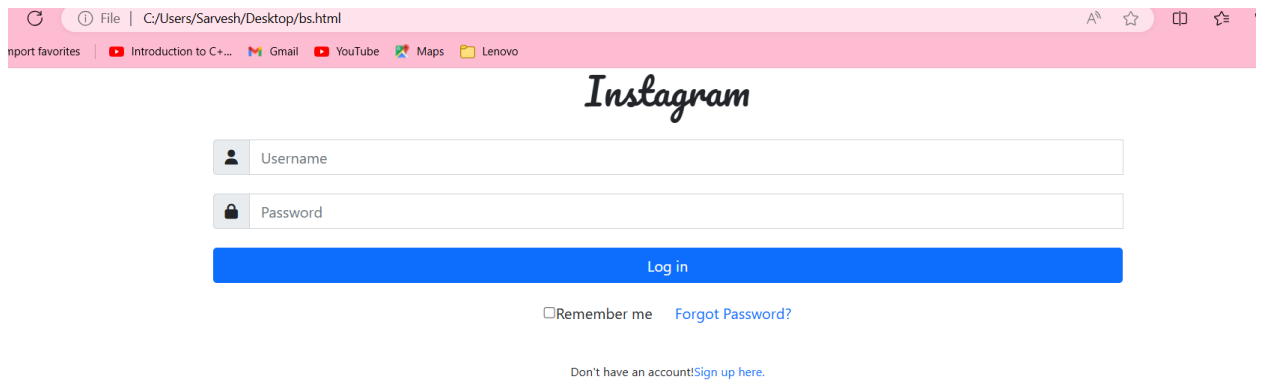 File | C:/Users/Sarvesh/Desktop/bs.html
mport favorites Introduction to C+... Gmail YouTube Maps Lenovo
Instagram
Username
Password
Log in
Remember me Forgot Password?
Don't have an account!Sign up here.